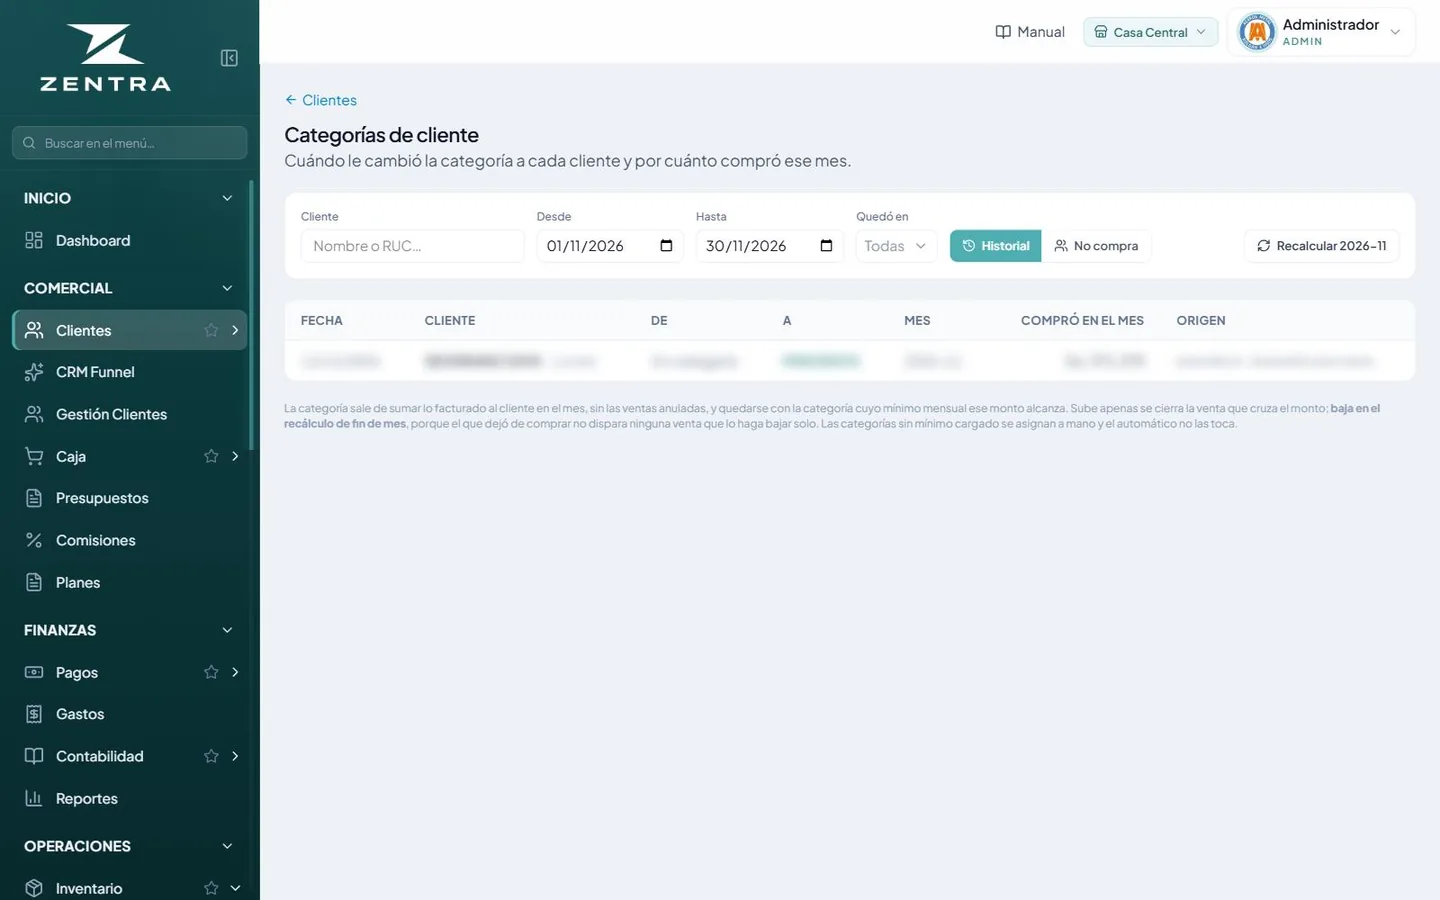 ZENTRA
Buscar en el menú...
INICIO
Dashboard
COMERCIAL
Clientes
CRM Funnel
Gestión Clientes
Caja
Presupuestos
Comisiones
Planes
FINANZAS
Pagos
Gastos
Contabilidad
Reportes
OPERACIONES
Inventario
Manual
Casa Central
Administrador
ADMIN
← Clientes
Categorías de cliente
Cuándo le cambió la categoría a cada cliente y por cuánto compró ese mes.
Cliente Desde Hasta Quedó en
Nombre o RUC... 01/11/2026 30/11/2026 Todas Historial No compra Recalcular 2026-11
FECHA CLIENTE DE A MES COMPRÓ EN EL MES ORIGEN
La categoría sale de sumar lo facturado al cliente en el mes, sin las ventas anuladas, y quedarse con la categoría cuyo mínimo mensual ese monto alcanza. Sube apenas se cierra la venta que cruza el monto; baja en el
recálculo de fin de mes, porque el que dejó de comprar no dispara ninguna venta que lo haga bajar solo. Las categorías sin mínimo cargado se asignan a mano y el automático no las toca.